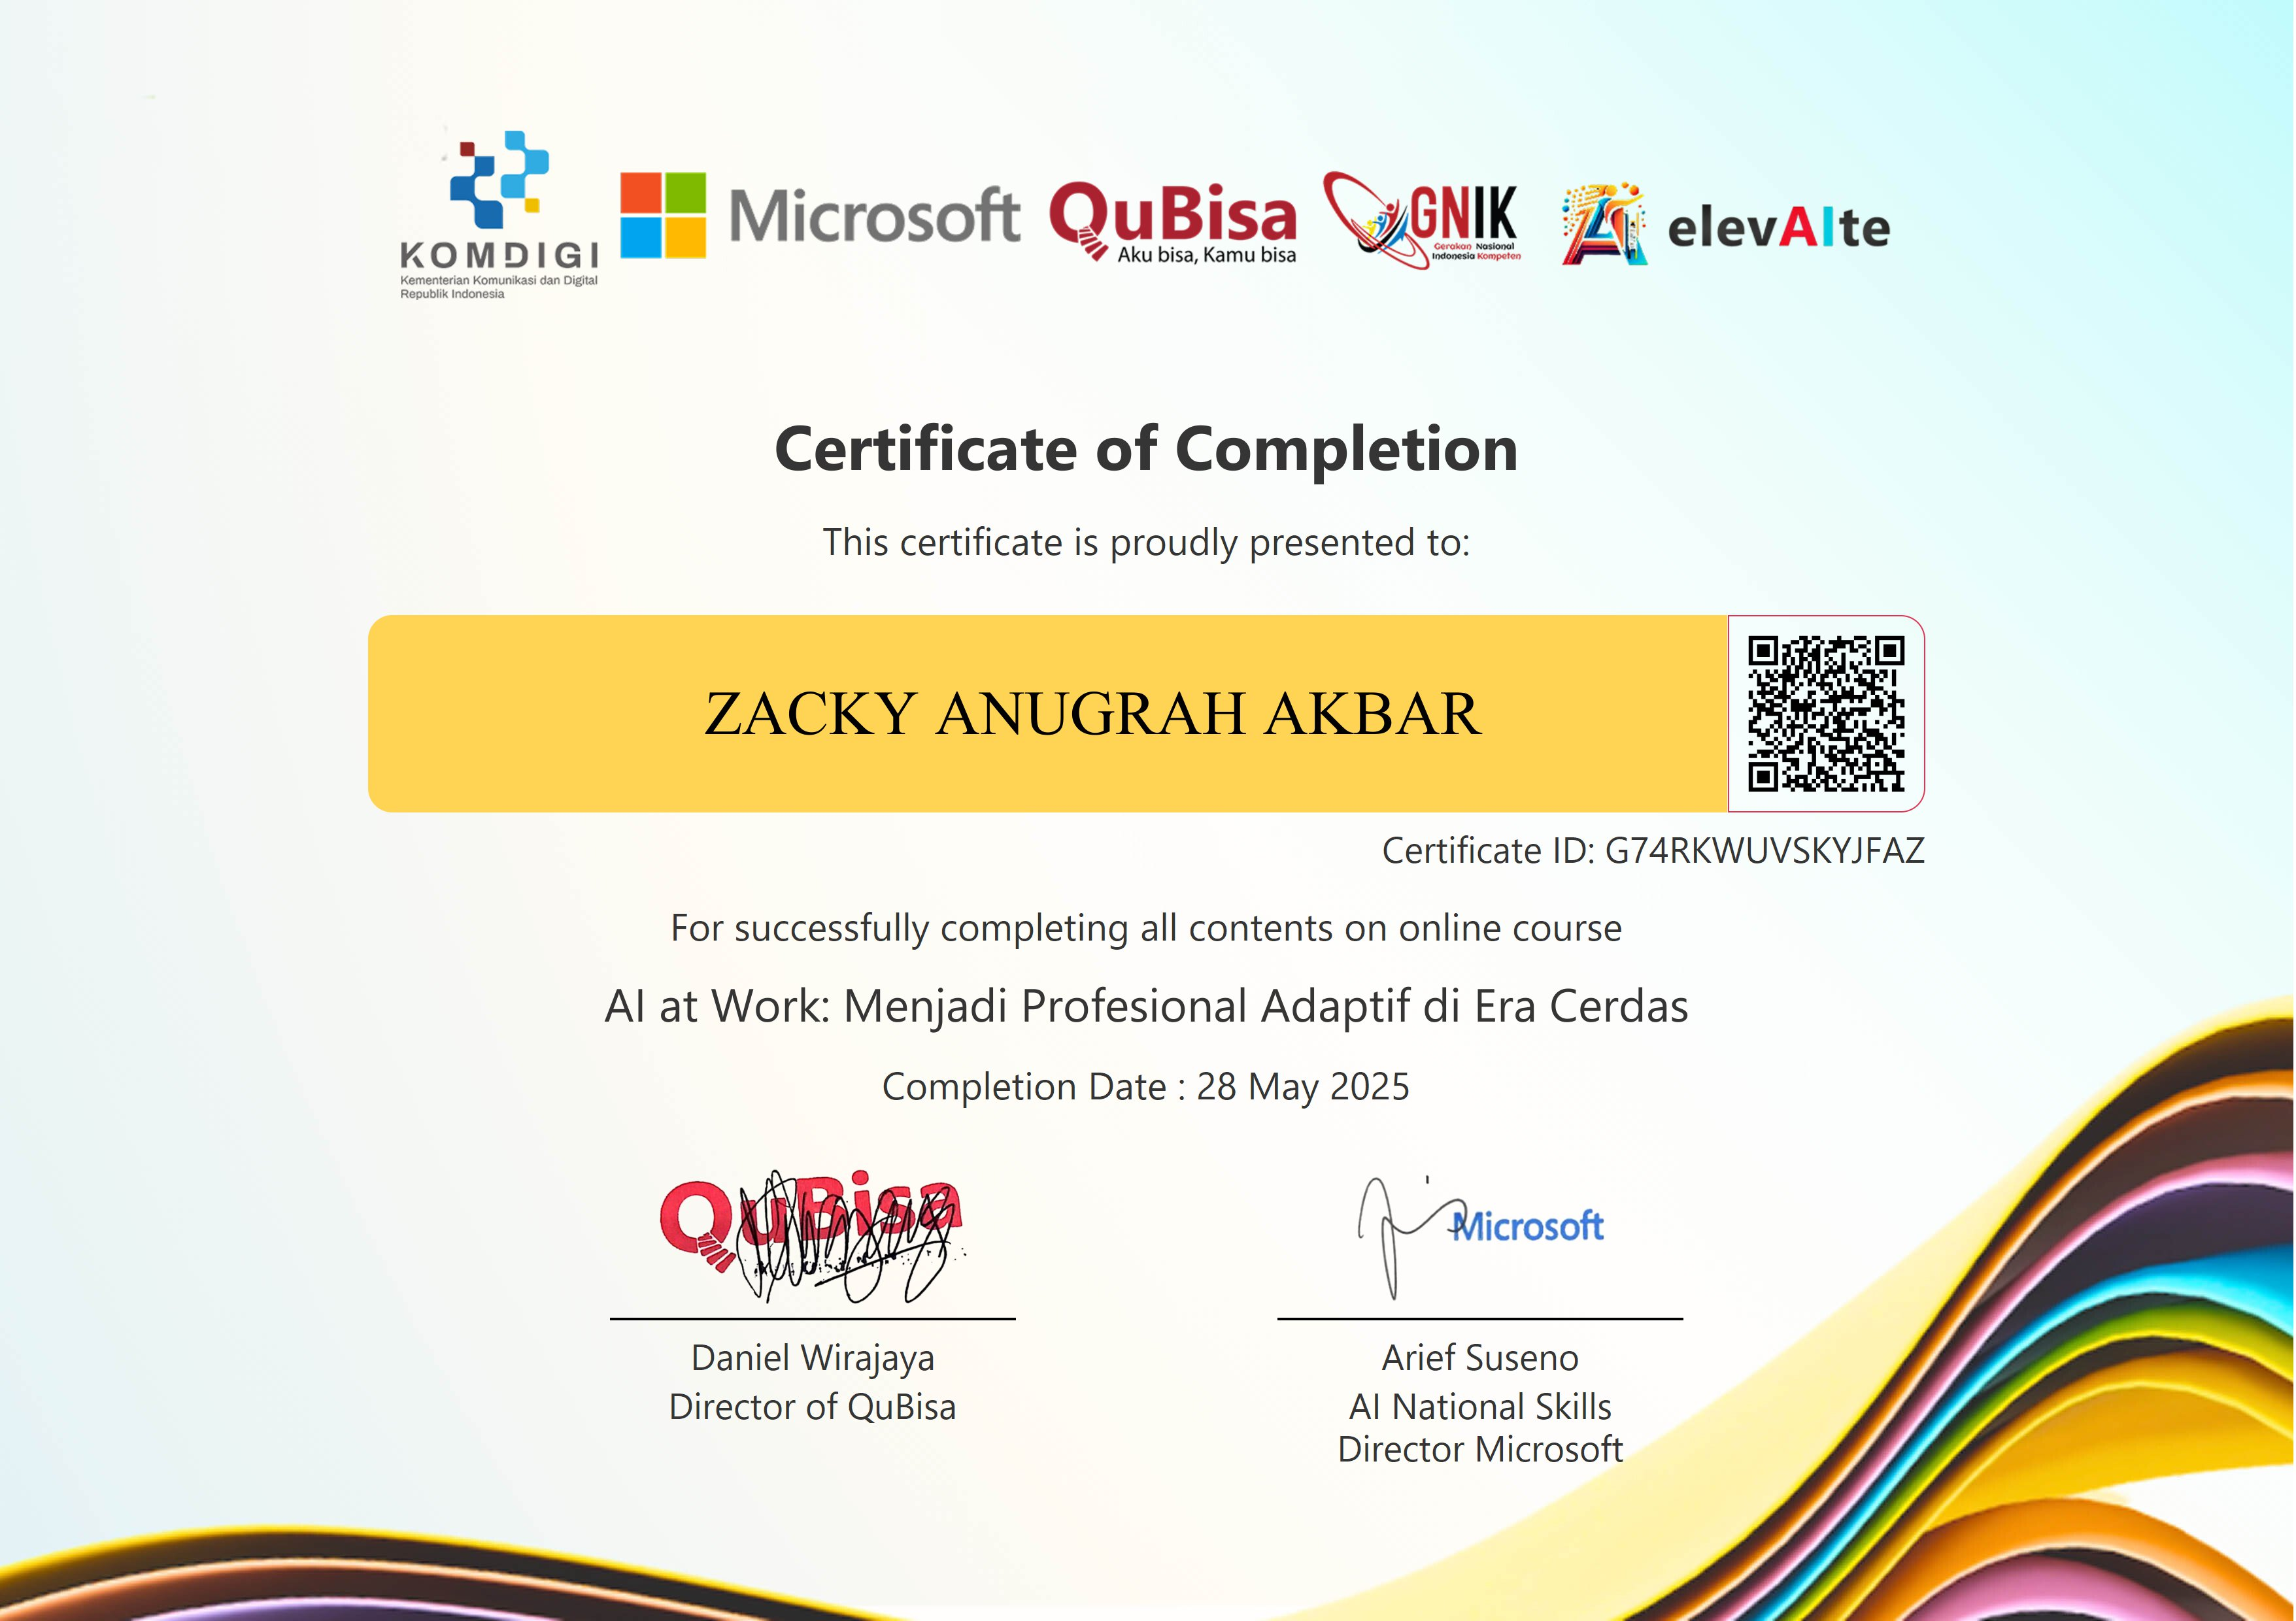 KOMDIGI
Kementerian Komunikasi dan Digital
Republik Indonesia
Microsoft
QuBisa
Aku bisa, Kamu bisa
GNIK
Gerakan Nasional
Indonesia Kompeten
elevAIte
Certificate of Completion
This certificate is proudly presented to:
ZACKY ANUGRAH AKBAR
Certificate ID: G74RKWUVSKYJFAZ
For successfully completing all contents on online course
AI at Work: Menjadi Profesional Adaptif di Era Cerdas
Completion Date : 28 May 2025
QuBisa
Microsoft
Daniel Wirajaya
Director of QuBisa
Arief Suseno
AI National Skills
Director Microsoft